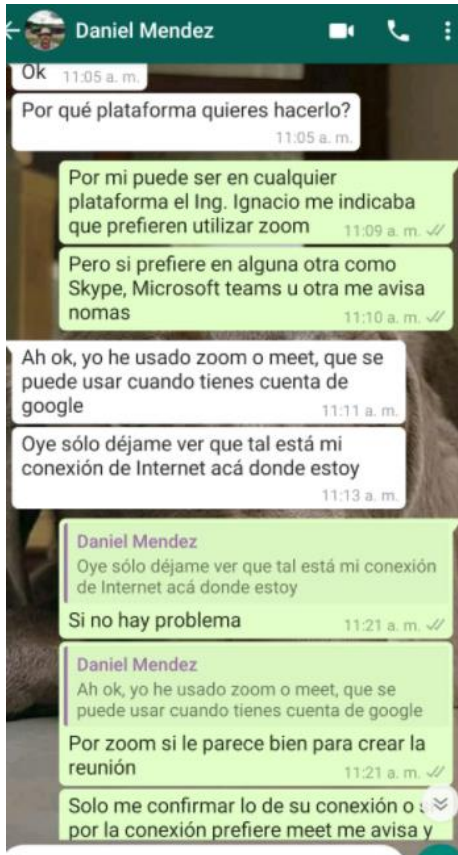 Daniel Mendez
Ok 11:05 a. m.
Por qué plataforma quieres hacerlo?
11:05 a. m.
Por mi puede ser en cualquier
plataforma el Ing. Ignacio me indicaba
que prefieren utilizar zoom 11:09 a. m.
Pero si prefiere en alguna otra como
Skype, Microsoft teams u otra me avisa
nomas 11:10 a. m.
Ah ok, yo he usado zoom o meet, que se
puede usar cuando tienes cuenta de
google 11:11 a. m.
Oye sólo déjame ver que tal está mi
conexión de Internet acá donde estoy
11:13 a. m.
Daniel Mendez
Oye sólo déjame ver que tal está mi conexión
de Internet acá donde estoy
Si no hay problema 11:21 a. m.
Daniel Mendez
Ah ok, yo he usado zoom o meet, que se
puede usar cuando tienes cuenta de google
Por zoom si le parece bien para crear la
reunión 11:21 a. m.
Solo me confirmar lo de su conexión o
por la conexión prefiere meet me avisa y